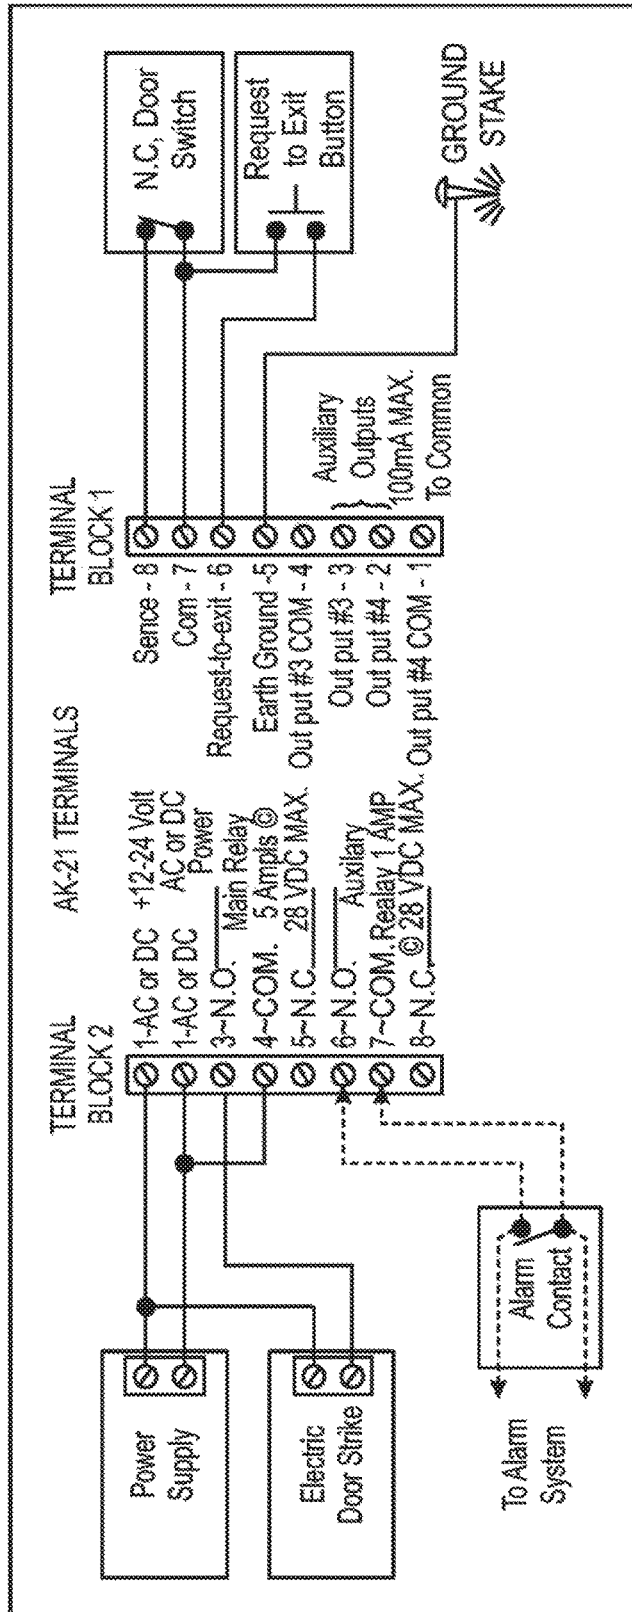 AK-21 TERMINALS
TERMINAL
BLOCK 2
1-AC or DC +12-24 Volt
1-AC or DC AC or DC
Power
3~N.O.
Main Relay
4~COM. 5 Ampls ©
5~N.C. 28 VDC MAX.
6~N.O. Auxilary
7~COM. Realay 1 AMP
8~N.C. © 28 VDC MAX.
TERMINAL
BLOCK 1
Sence - 8
Com - 7
Request-to-exit - 6
Earth Ground -5
Out put #3 COM - 4
Out put #3 - 3
Out put #4 - 2
Out put #4 COM - 1
Auxiliary
Outputs
100mA MAX.
To Common
Power
Supply
Electric
Door Strike
To Alarm
System
Alarm
Contact
N.C, Door
Switch
Request
to Exit
Button
GROUND
STAKE